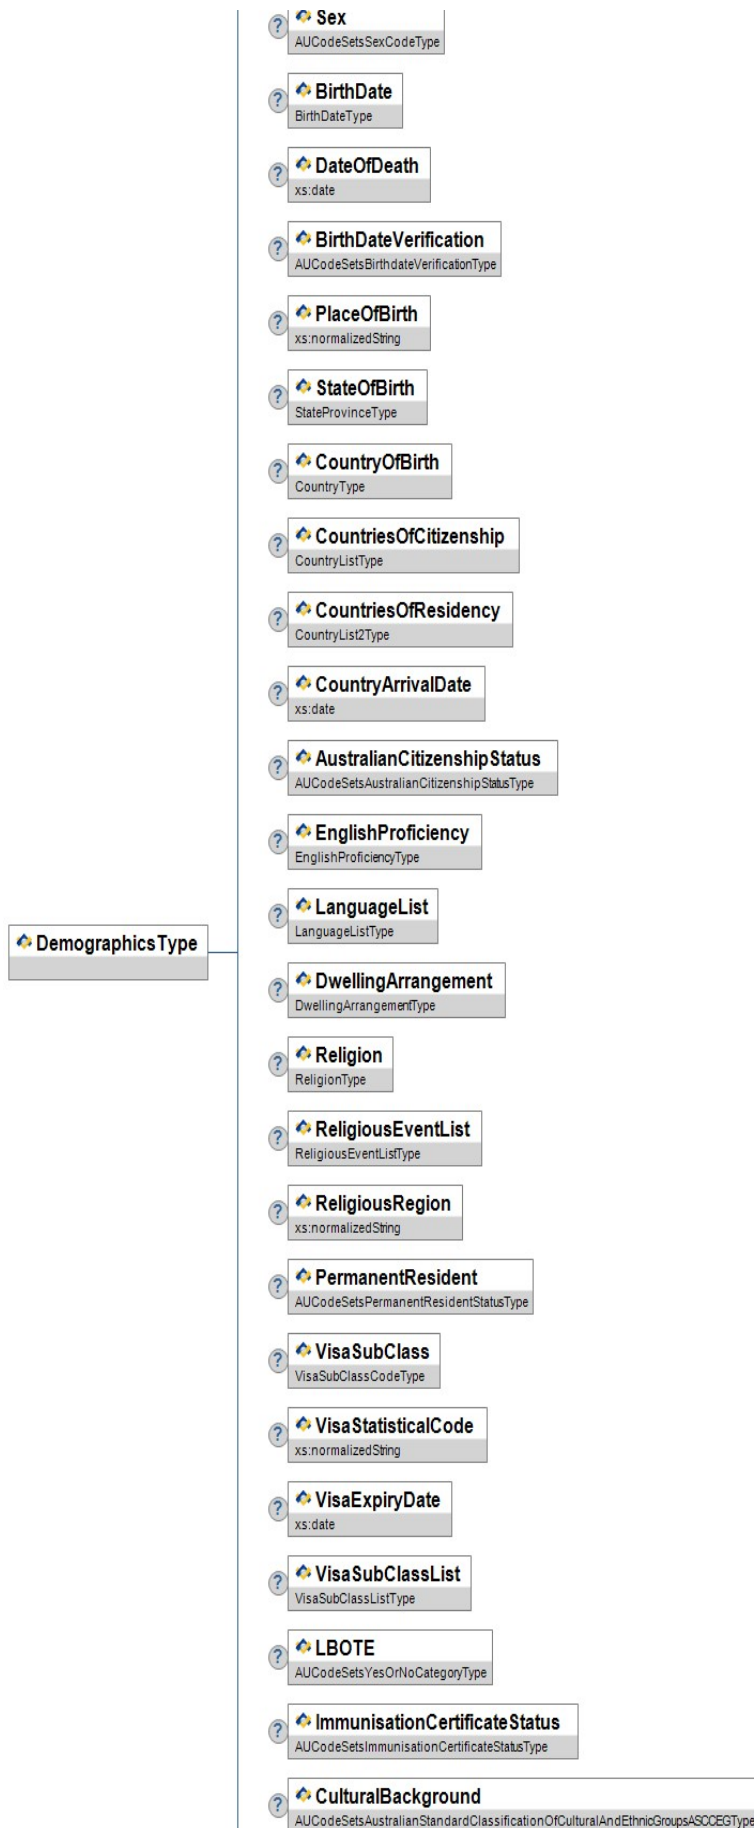 Sex
AUCodeSetsSexCodeType
?
BirthDate
BirthDateType
?
DateOfDeath
xs:date
?
BirthDateVerification
AUCodeSetsBirthdateVerificationType
?
PlaceOfBirth
xs:normalizedString
?
StateOfBirth
StateProvinceType
?
CountryOfBirth
CountryType
?
CountriesOfCitizenship
CountryListType
?
CountriesOfResidency
CountryList2Type
?
CountryArrivalDate
xs:date
?
AustralianCitizenshipStatus
AUCodeSetsAustralianCitizenshipStatusType
?
EnglishProficiency
EnglishProficiencyType
?
LanguageList
LanguageListType
?
DemographicsType
DwellingArrangement
DwellingArrangementType
?
Religion
ReligionType
?
ReligiousEventList
ReligiousEventListType
?
ReligiousRegion
xs:normalizedString
?
PermanentResident
AUCodeSetsPermanentResidentStatusType
?
VisaSubClass
VisaSubClassCodeType
?
VisaStatisticalCode
xs:normalizedString
?
VisaExpiryDate
xs:date
?
VisaSubClassList
VisaSubClassListType
?
LBOTE
AUCodeSetsYesOrNoCategoryType
?
ImmunisationCertificateStatus
AUCodeSetsImmunisationCertificateStatusType
?
CulturalBackground
AUCodeSetsAustralianStandardClassificationOfCulturalAndEthnicGroupsASCCEGType
?